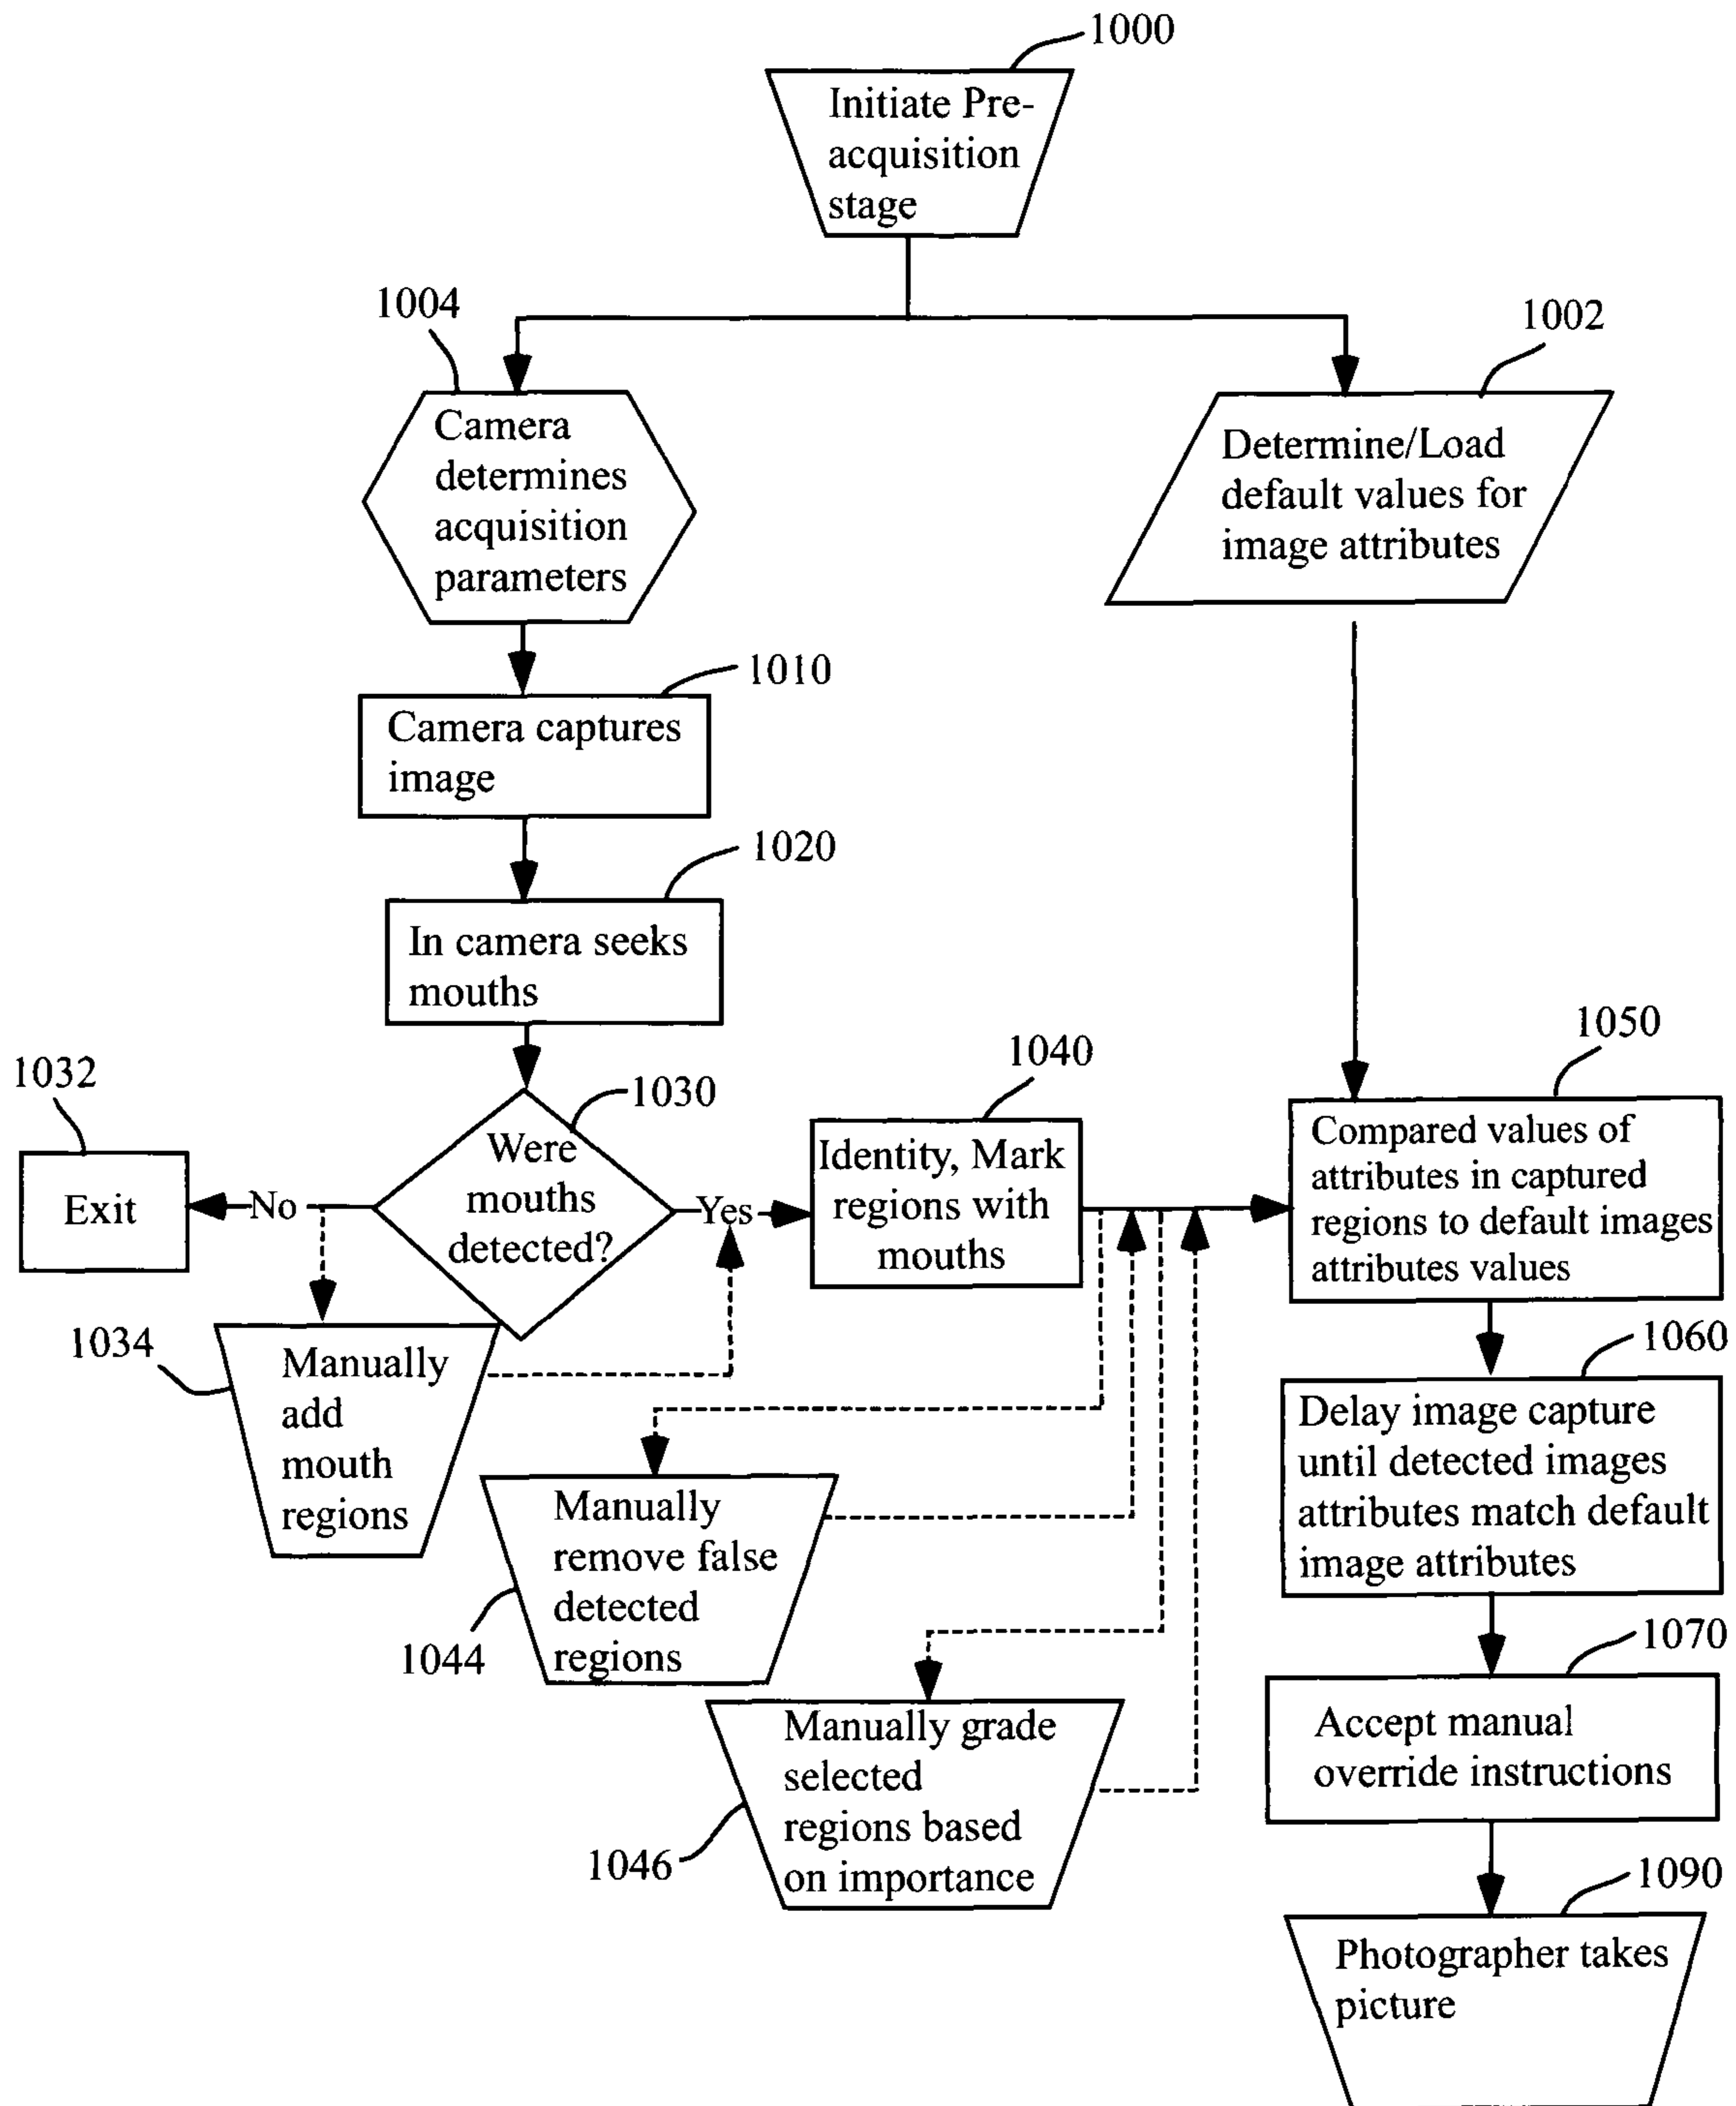 1000
Initiate Pre-
acquisition
stage
1004
1002
Camera
determines
acquisition
parameters
Determine/Load
default values for
image attributes
1010
Camera captures
image
1020
In camera seeks
mouths
1032
Exit
No
1030
Were
mouths
detected?
Yes
1040
Identity, Mark
regions with
mouths
1050
Compared values of
attributes in captured
regions to default images
attributes values
1034
Manually
add
mouth
regions
1044
Manually
remove false
detected
regions
1046
Manually grade
selected
regions based
on importance
1060
Delay image capture
until detected images
attributes match default
image attributes
1070
Accept manual
override instructions
1090
Photographer takes
picture